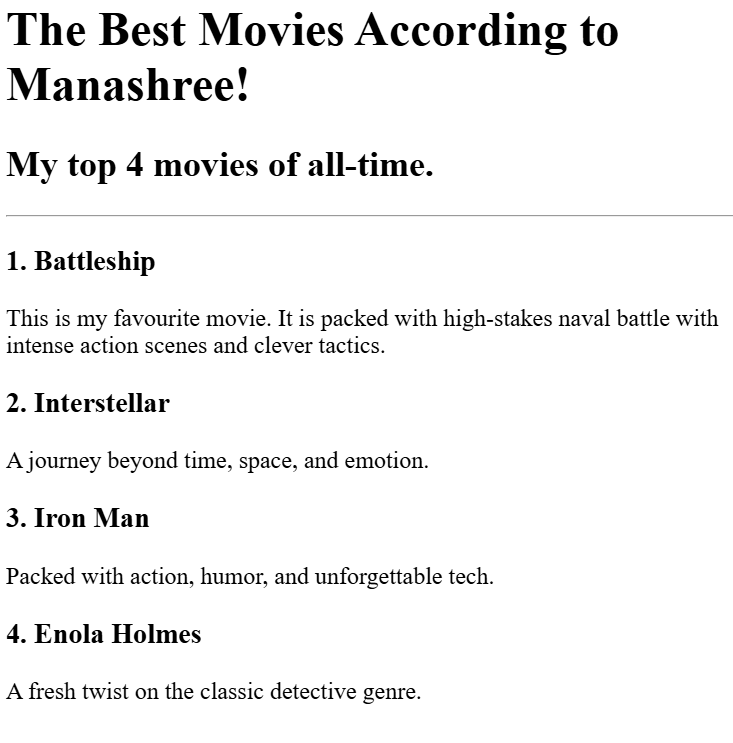 The Best Movies According to
Manashree!
My top 4 movies of all-time.
1. Battleship
This is my favourite movie. It is packed with high-stakes naval battle with
intense action scenes and clever tactics.
2. Interstellar
A journey beyond time, space, and emotion.
3. Iron Man
Packed with action, humor, and unforgettable tech.
4. Enola Holmes
A fresh twist on the classic detective genre.